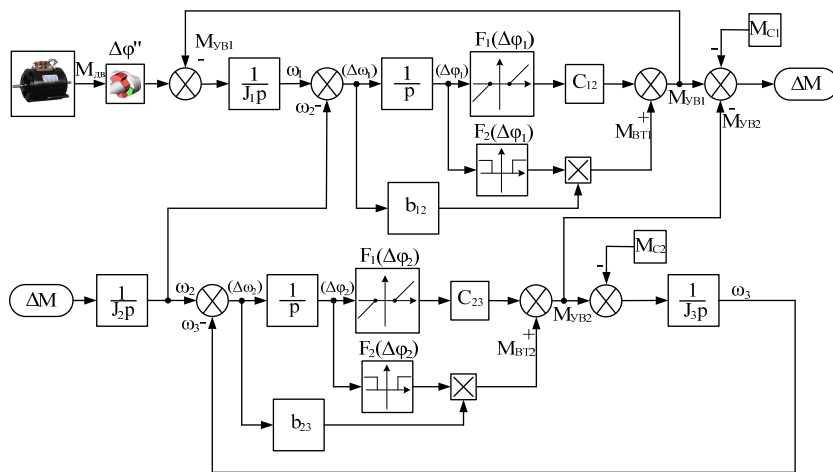 M_дв
Δφ"
M_УВ1
-
1
J₁p
ω₁
ω₂-
(Δω₁)
1
p
(Δφ₁)
F₁(Δφ₁)
C₁₂
M_УВ1
M_C1
-
-
M_УВ2
ΔM
F₂(Δφ₁)
+
M_ВТ1
b₁₂
ΔM
1
J₂p
ω₂
ω₃-
(Δω₂)
1
p
(Δφ₂)
F₁(Δφ₂)
C₂₃
M_УВ2
M_C2
-
1
J₃p
ω₃
F₂(Δφ₂)
+
M_ВТ2
b₂₃